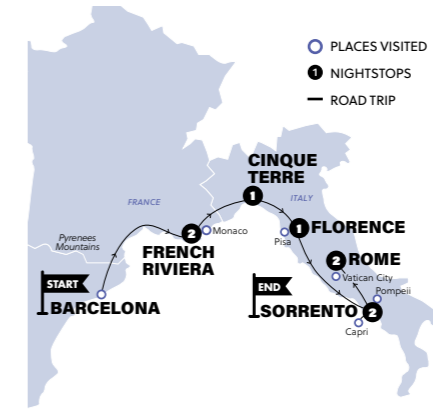 PLACES VISITED
1 NIGHTSTOPS
ROAD TRIP
CINQUE
TERRE
1
FRANCE
ITALY
Pyrenees
Mountains
2
Monaco
FRENCH
RIVIERA
1 FLORENCE
Pisa
2 ROME
Vatican City
START
BARCELONA
END
SORRENTO 2
Pompeii
Capri